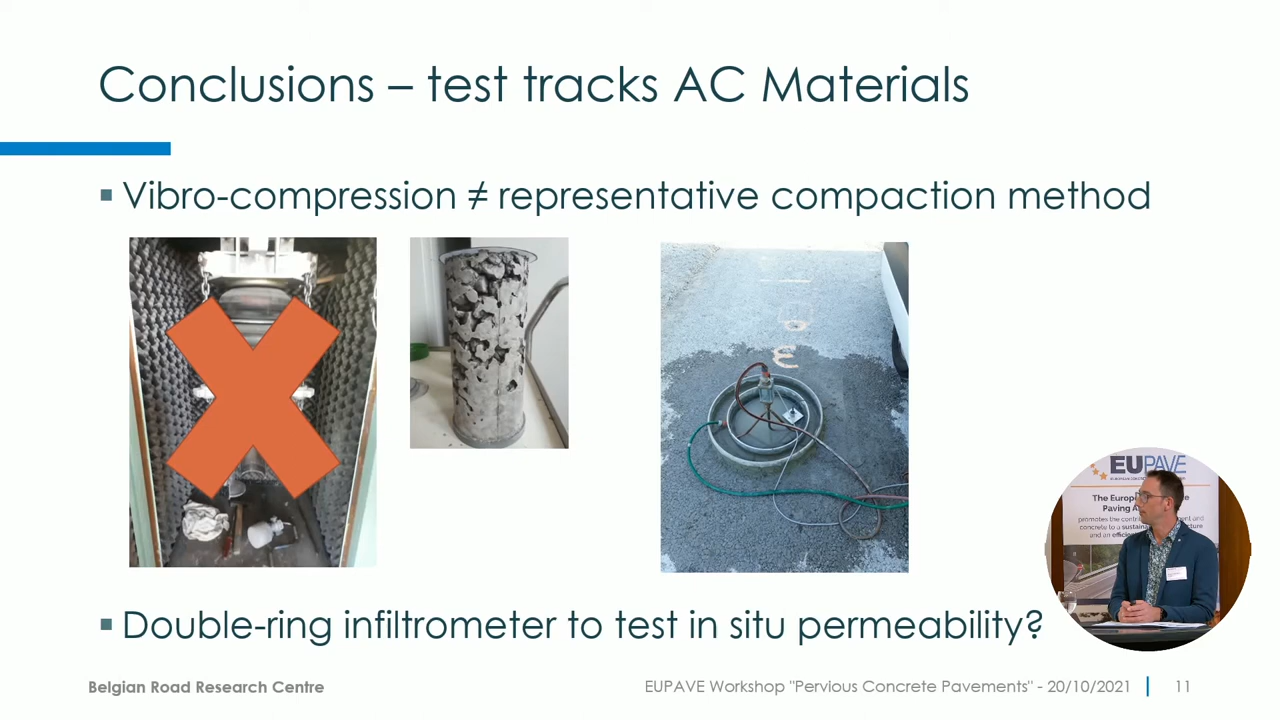 Conclusions – test tracks AC Materials
▪ Vibro-compression ≠ representative compaction method
▪ Double-ring infiltrometer to test in situ permeability?
EUPAVE
The Europ
Paving A
Belgian Road Research Centre
EUPAVE Workshop "Pervious Concrete Pavements" - 20/10/2021
11